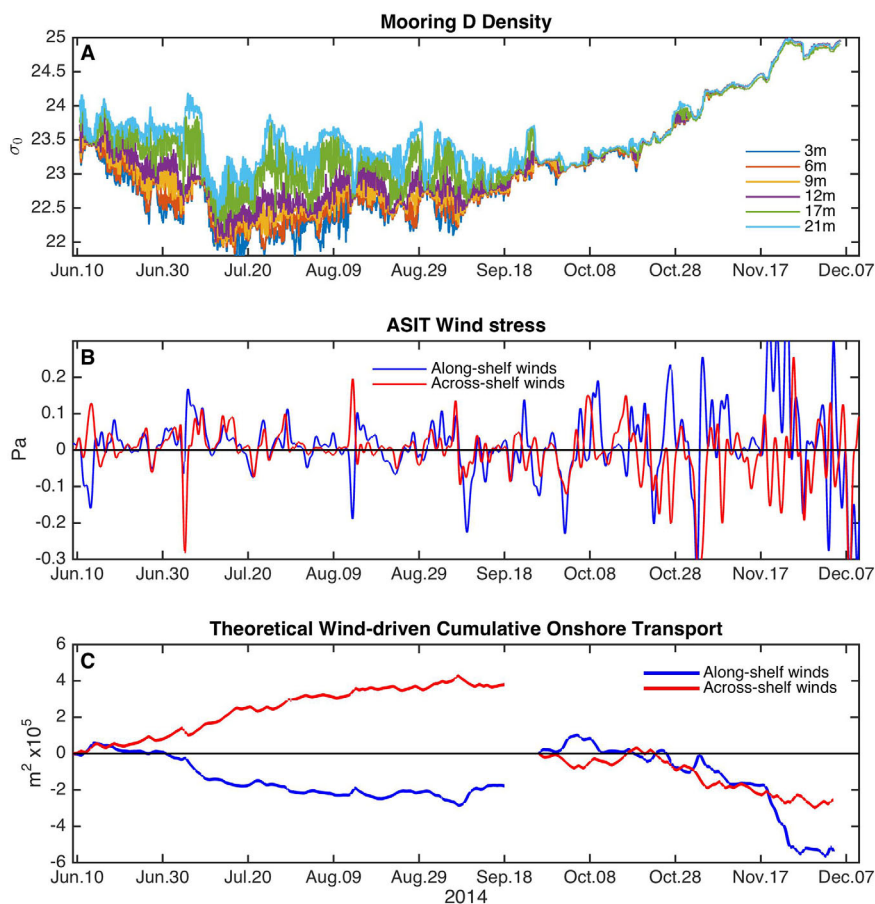 Mooring D Density
A
25
24.5
24
23.5
23
22.5
22
σ0
3m
6m
9m
12m
17m
21m
Jun.10 Jun.30 Jul.20 Aug.09 Aug.29 Sep.18 Oct.08 Oct.28 Nov.17 Dec.07
ASIT Wind stress
B
0.2
0.1
0
-0.1
-0.2
-0.3
Pa
Along-shelf winds
Across-shelf winds
Jun.10 Jun.30 Jul.20 Aug.09 Aug.29 Sep.18 Oct.08 Oct.28 Nov.17 Dec.07
Theoretical Wind-driven Cumulative Onshore Transport
C
6
4
2
0
-2
-4
-6
m2 x105
Along-shelf winds
Across-shelf winds
Jun.10 Jun.30 Jul.20 Aug.09 Aug.29 Sep.18 Oct.08 Oct.28 Nov.17 Dec.07
2014